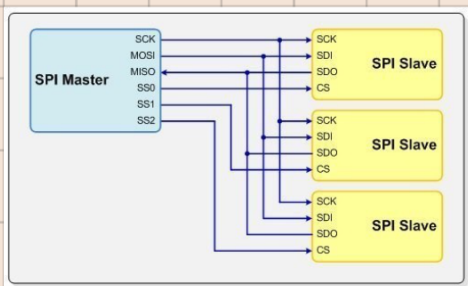 SPI Master
SCK
MOSI
MISO
SS0
SS1
SS2
SCK
SDI
SDO
CS
SPI Slave
SCK
SDI
SDO
CS
SPI Slave
SCK
SDI
SDO
CS
SPI Slave